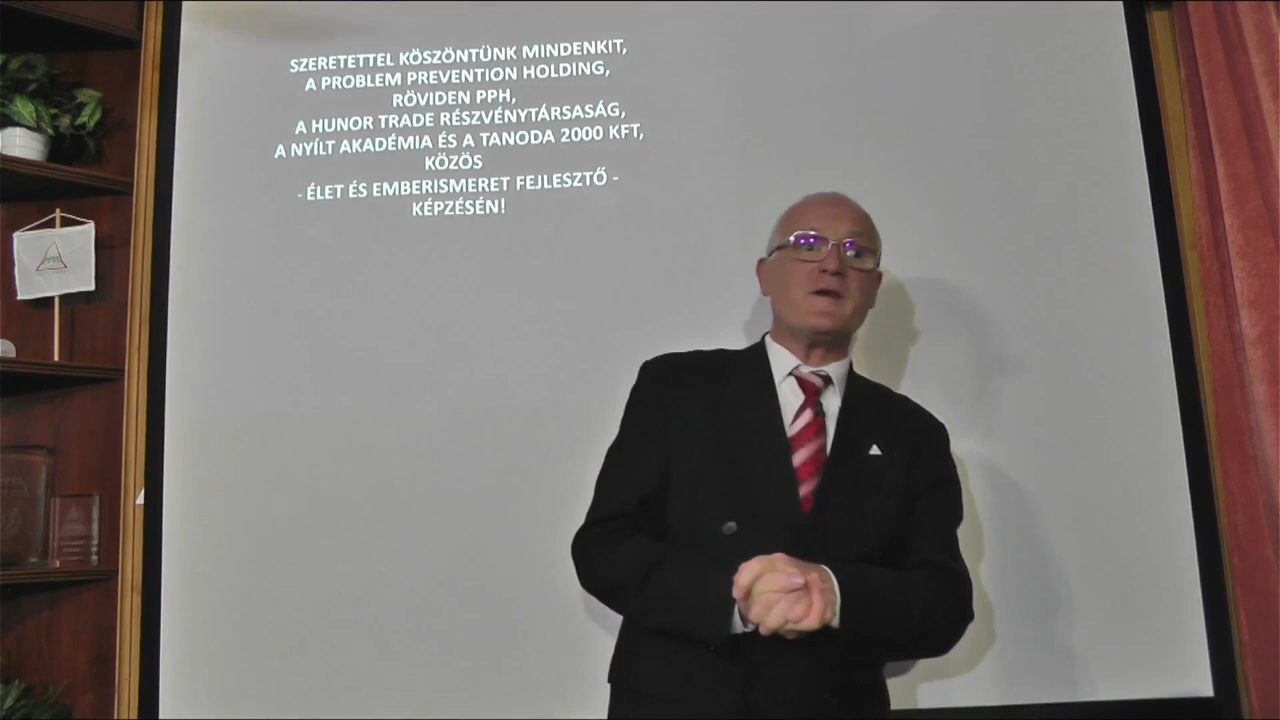 SZERETETTEL KÖSZÖNTÜNK MINDENKIT,
A PROBLEM PREVENTION HOLDING,
RÖVIDEN PPH,
A HUNOR TRADE RÉSZVÉNYTÁRSASÁG,
A NYÍLT AKADÉMIA ÉS A TANODA 2000 KFT,
KÖZÖS
- ÉLET ÉS EMBERISMERET FEJLESZTŐ -
KÉPZÉSÉN!